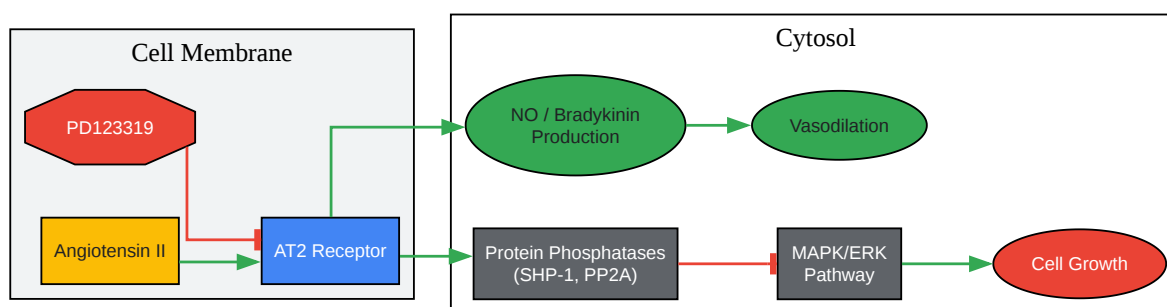 Cell Membrane
PD123319
Angiotensin II
AT2 Receptor
Cytosol
NO / Bradykinin
Production
Vasodilation
Protein Phosphatases
(SHP-1, PP2A)
MAPK/ERK
Pathway
Cell Growth